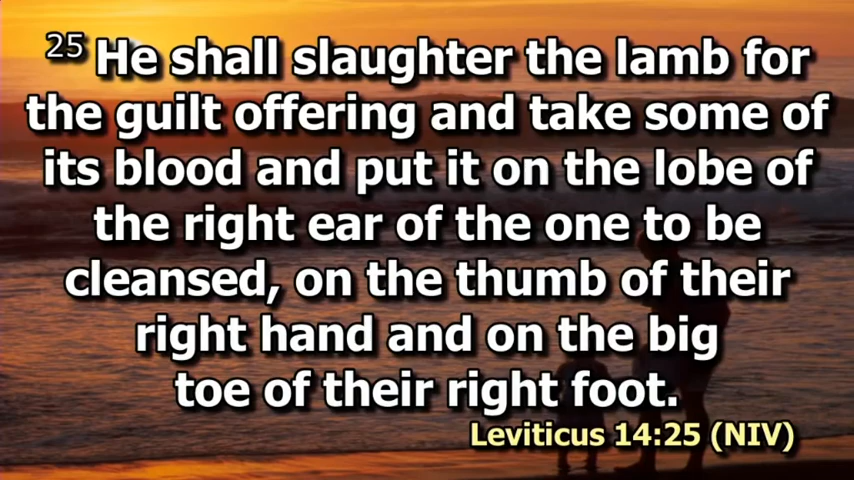 25 He shall slaughter the lamb for
the guilt offering and take some of
its blood and put it on the lobe of
the right ear of the one to be
cleansed, on the thumb of their
right hand and on the big
toe of their right foot.
Leviticus 14:25 (NIV)